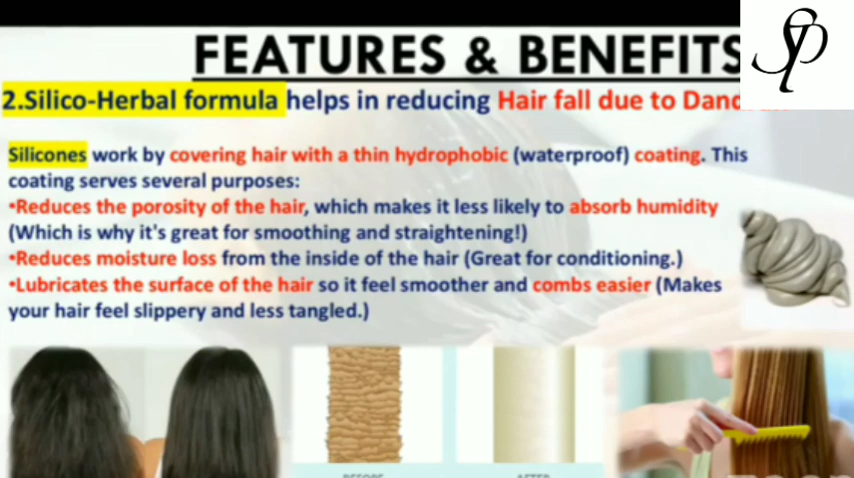 FEATURES & BENEFITS
2.Silico-Herbal formula helps in reducing Hair fall due to
Silicones work by covering hair with a thin hydrophobic (waterproof) coating. This
coating serves several purposes:
•Reduces the porosity of the hair, which makes it less likely to absorb humidity
(Which is why it's great for smoothing and straightening!)
•Reduces moisture loss from the inside of the hair (Great for conditioning.)
•Lubricates the surface of the hair so it feel smoother and combs easier (Makes
your hair feel slippery and less tangled.)
BEFORE AFTER